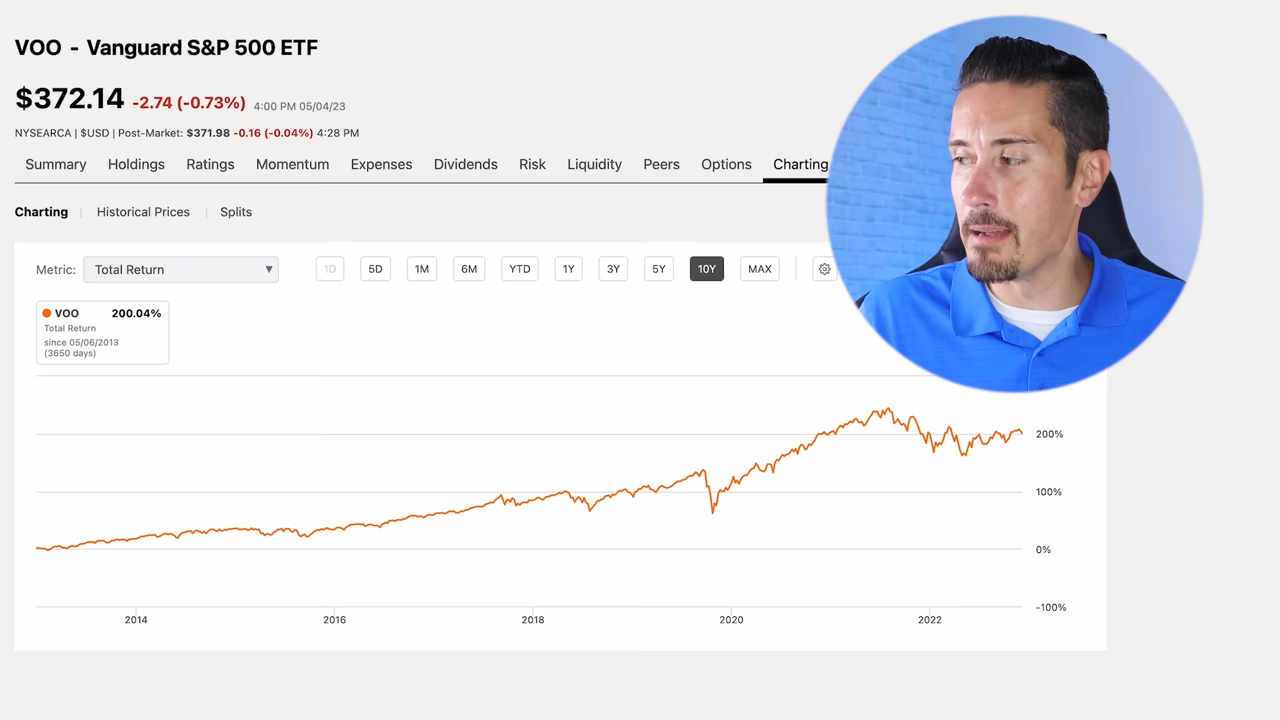 VOO - Vanguard S&P 500 ETF
$372.14 -2.74 (-0.73%) 4:00 PM 05/04/23
NYSEARCA | $USD | Post-Market: $371.98 -0.16 (-0.04%) 4:28 PM
Summary Holdings Ratings Momentum Expenses Dividends Risk Liquidity Peers Options Charting
Charting | Historical Prices | Splits
Metric: Total Return 1D 5D 1M 6M YTD 1Y 3Y 5Y 10Y MAX
VOO 200.04%
Total Return
since 05/06/2013
(3650 days)
200%
100%
0%
-100%
2014 2016 2018 2020 2022